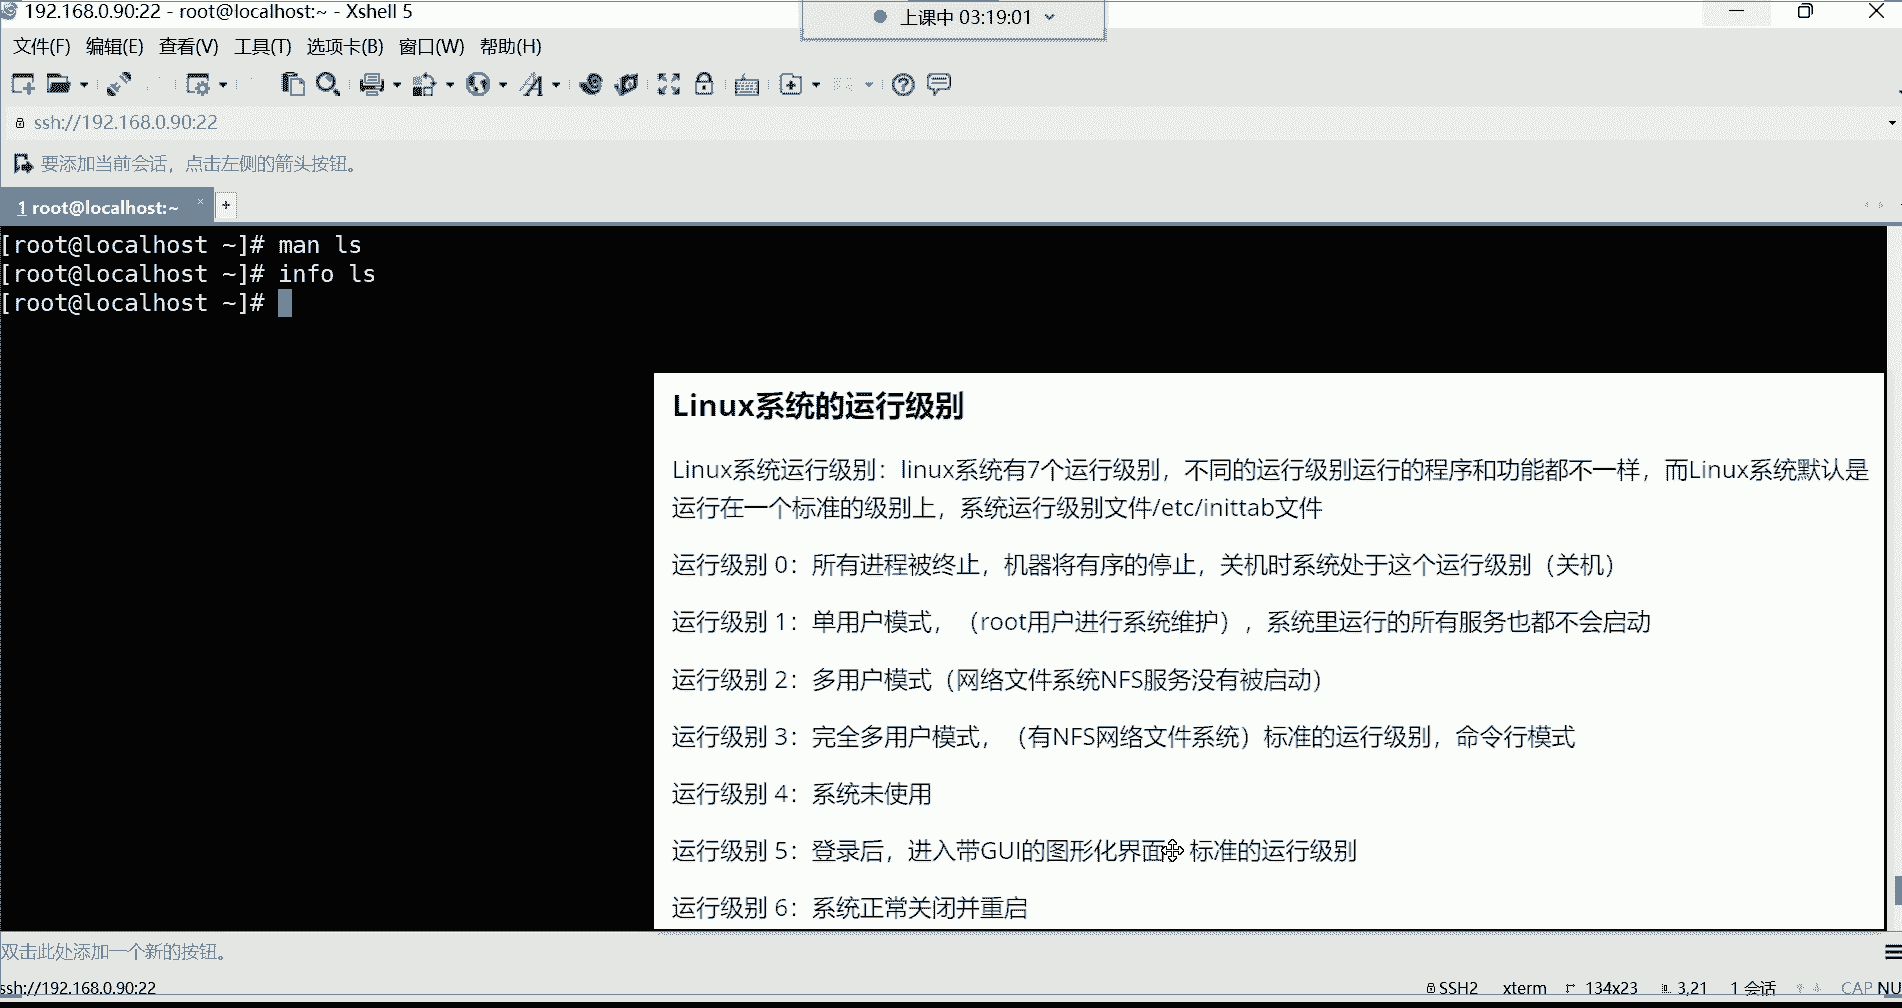 192.168.0.90:22 - root@localhost:~ - Xshell 5
上课中 03:19:01
文件(F) 编辑(E) 查看(V) 工具(T) 选项卡(B) 窗口(W) 帮助(H)
ssh://192.168.0.90:22
要添加当前会话，点击左侧的箭头按钮。
1 root@localhost:~
[root@localhost ~]# man ls
[root@localhost ~]# info ls
[root@localhost ~]#
Linux系统的运行级别
Linux系统运行级别：linux系统有7个运行级别，不同的运行级别运行的程序和功能都不一样，而Linux系统默认是
运行在一个标准的级别上，系统运行级别文件/etc/inittab文件
运行级别 0：所有进程被终止，机器将有序的停止，关机时系统处于这个运行级别（关机）
运行级别 1：单用户模式，（root用户进行系统维护），系统里运行的所有服务也都不会启动
运行级别 2：多用户模式（网络文件系统NFS服务没有被启动）
运行级别 3：完全多用户模式，（有NFS网络文件系统）标准的运行级别，命令行模式
运行级别 4：系统未使用
运行级别 5：登录后，进入带GUI的图形化界面 标准的运行级别
运行级别 6：系统正常关闭并重启
双击此处添加一个新的按钮。
ssh://192.168.0.90:22 SSH2 xterm 134x23 3,21 1 会话 CAP NU